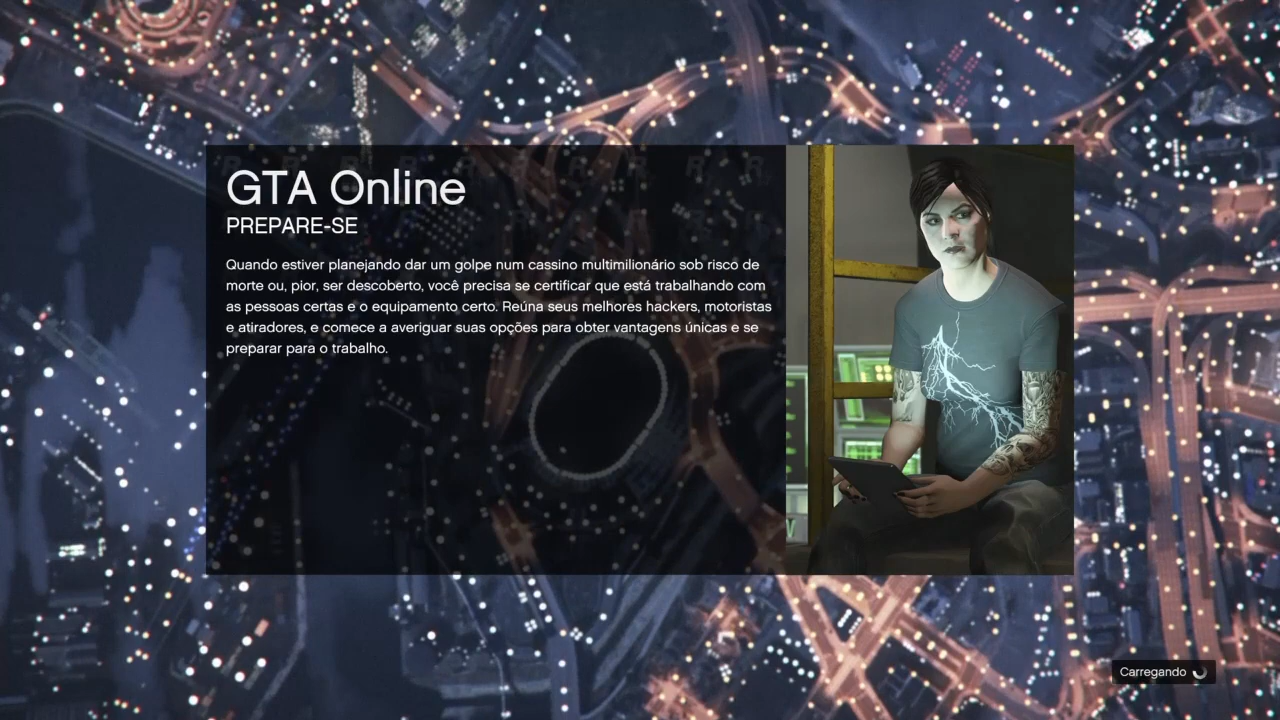 GTA Online
PREPARE-SE
Quando estiver planejando dar um golpe num cassino multimilionário sob risco de
morte ou, pior, ser descoberto, você precisa se certificar que está trabalhando com
as pessoas certas e o equipamento certo. Reúna seus melhores hackers, motoristas
e atiradores, e comece a averiguar suas opções para obter vantagens únicas e se
preparar para o trabalho.
Carregando